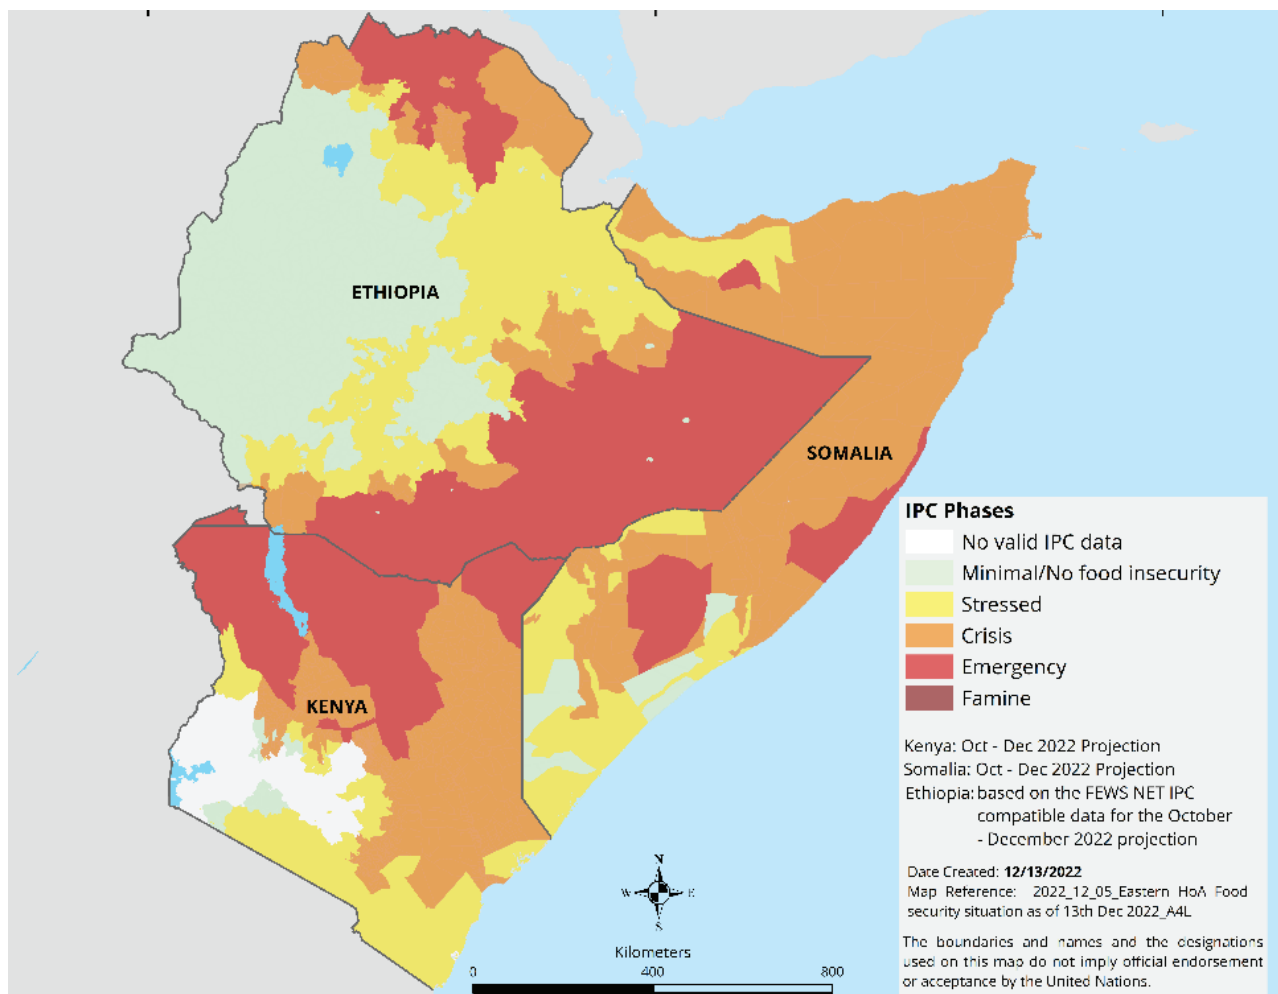 ETHIOPIA
SOMALIA
KENYA
IPC Phases
No valid IPC data
Minimal/No food insecurity
Stressed
Crisis
Emergency
Famine
Kenya: Oct - Dec 2022 Projection
Somalia: Oct - Dec 2022 Projection
Ethiopia: based on the FEWS NET IPC
compatible data for the October
- December 2022 projection
Date Created: 12/13/2022
Map Reference: 2022_12_05_Eastern HoA Food
security situation as of 13th Dec 2022_A4L
The boundaries and names and the designations
used on this map do not imply official endorsement
or acceptance by the United Nations.
N
W E
S
Kilometers
0 400 800